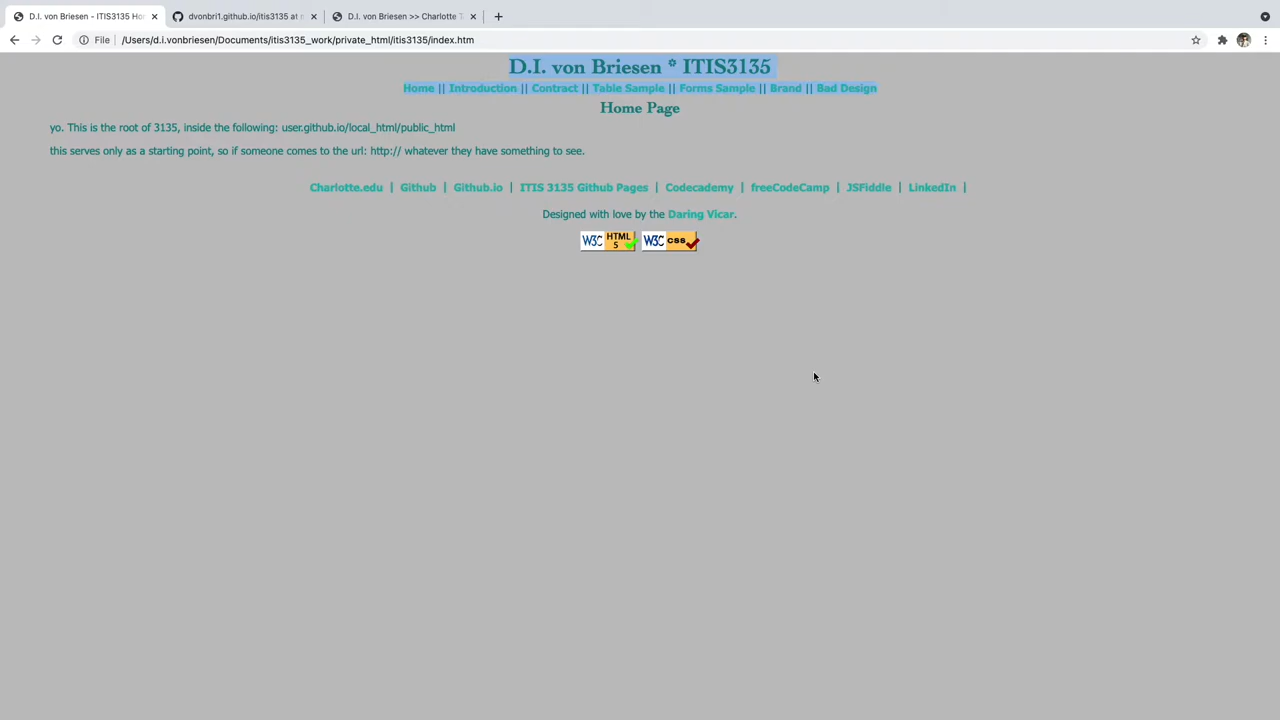 D.I. von Briesen - ITIS3135 Ho
dvonbri1.github.io/itis3135 at
D.I. von Briesen >> Charlotte T
File
/Users/d.i.vonbriesen/Documents/itis3135_work/private_html/itis3135/index.htm
D.I. von Briesen * ITIS3135
Home || Introduction || Contract || Table Sample || Forms Sample || Brand || Bad Design
Home Page
yo. This is the root of 3135, inside the following: user.github.io/local_html/public_html
this serves only as a starting point, so if someone comes to the url: http:// whatever they have something to see.
Charlotte.edu | Github | Github.io | ITIS 3135 Github Pages | Codecademy | freeCodeCamp | JSFiddle | LinkedIn |
Designed with love by the Daring Vicar.
W3C HTML 5 W3C css